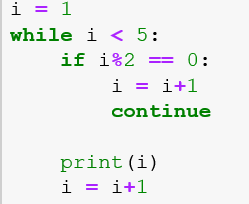 i = 1
while i < 5:
    if i%2 == 0:
        i = i+1
        continue

    print(i)
    i = i+1